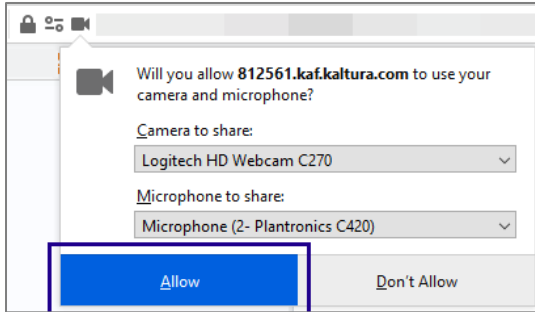 Will you allow 812561.kaf.kaltura.com to use your
camera and microphone?
Camera to share:
Logitech HD Webcam C270
Microphone to share:
Microphone (2- Plantronics C420)
Allow
Don't Allow